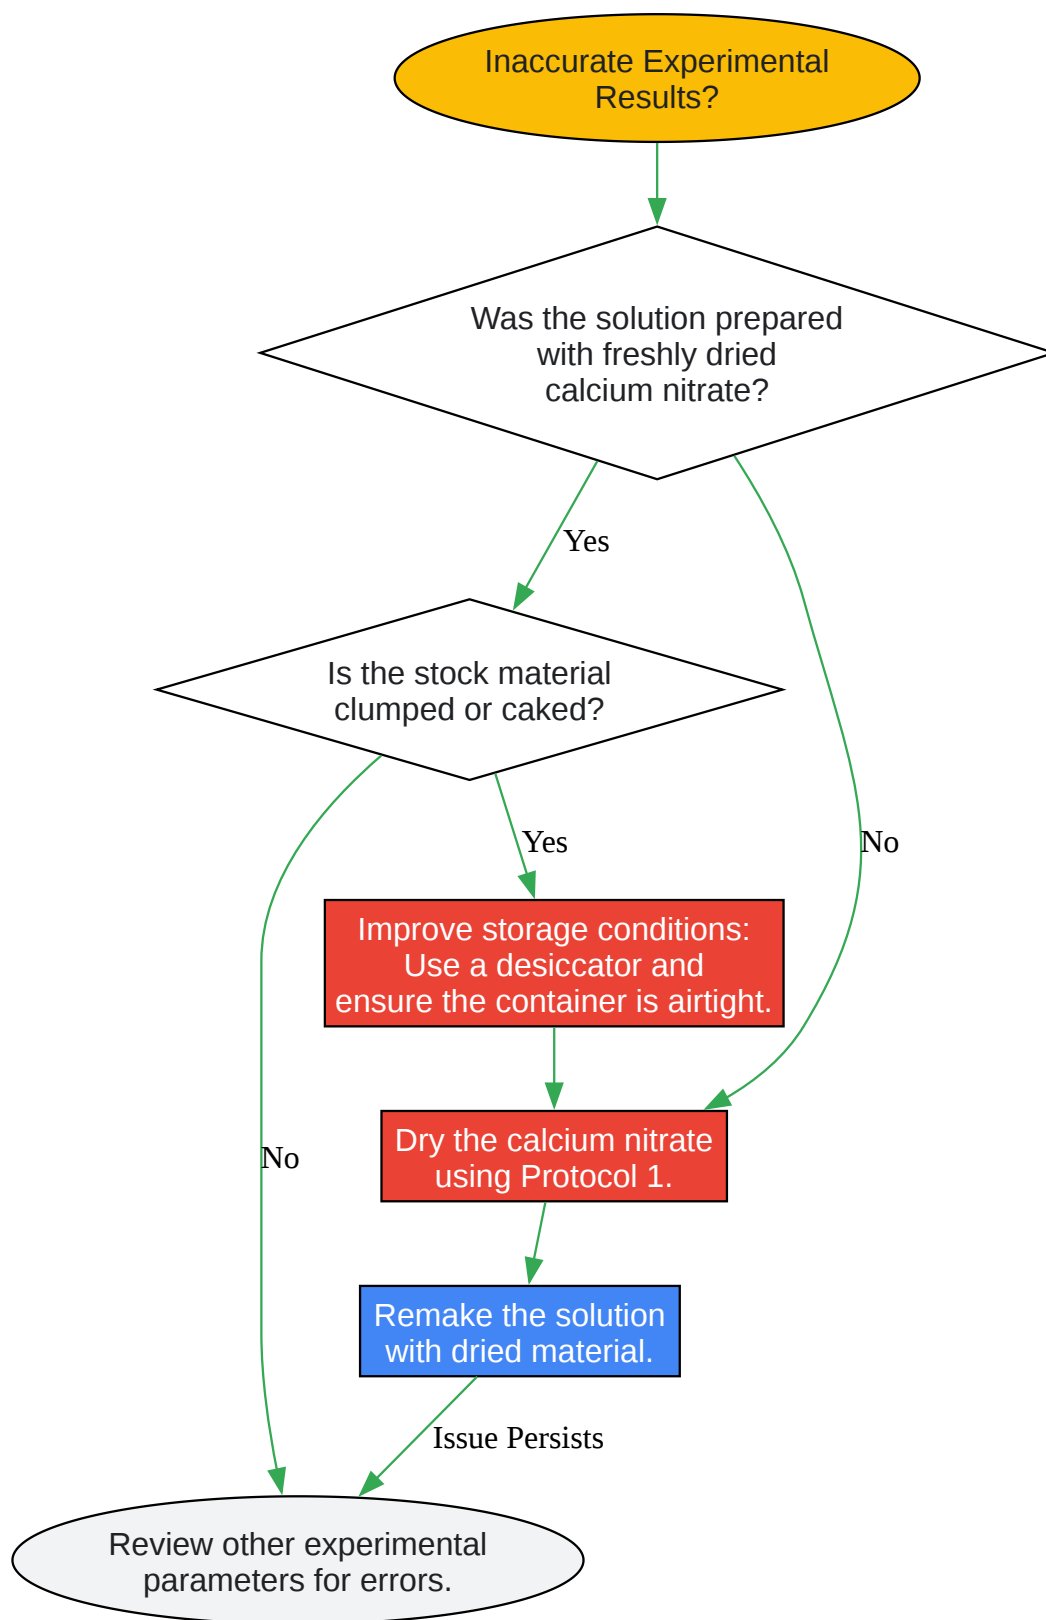 Inaccurate Experimental
Results?
Was the solution prepared
with freshly dried
calcium nitrate?
Yes
Is the stock material
clumped or caked?
Yes
No
Improve storage conditions:
Use a desiccator and
ensure the container is airtight.
Dry the calcium nitrate
using Protocol 1.
No
Remake the solution
with dried material.
Issue Persists
Review other experimental
parameters for errors.